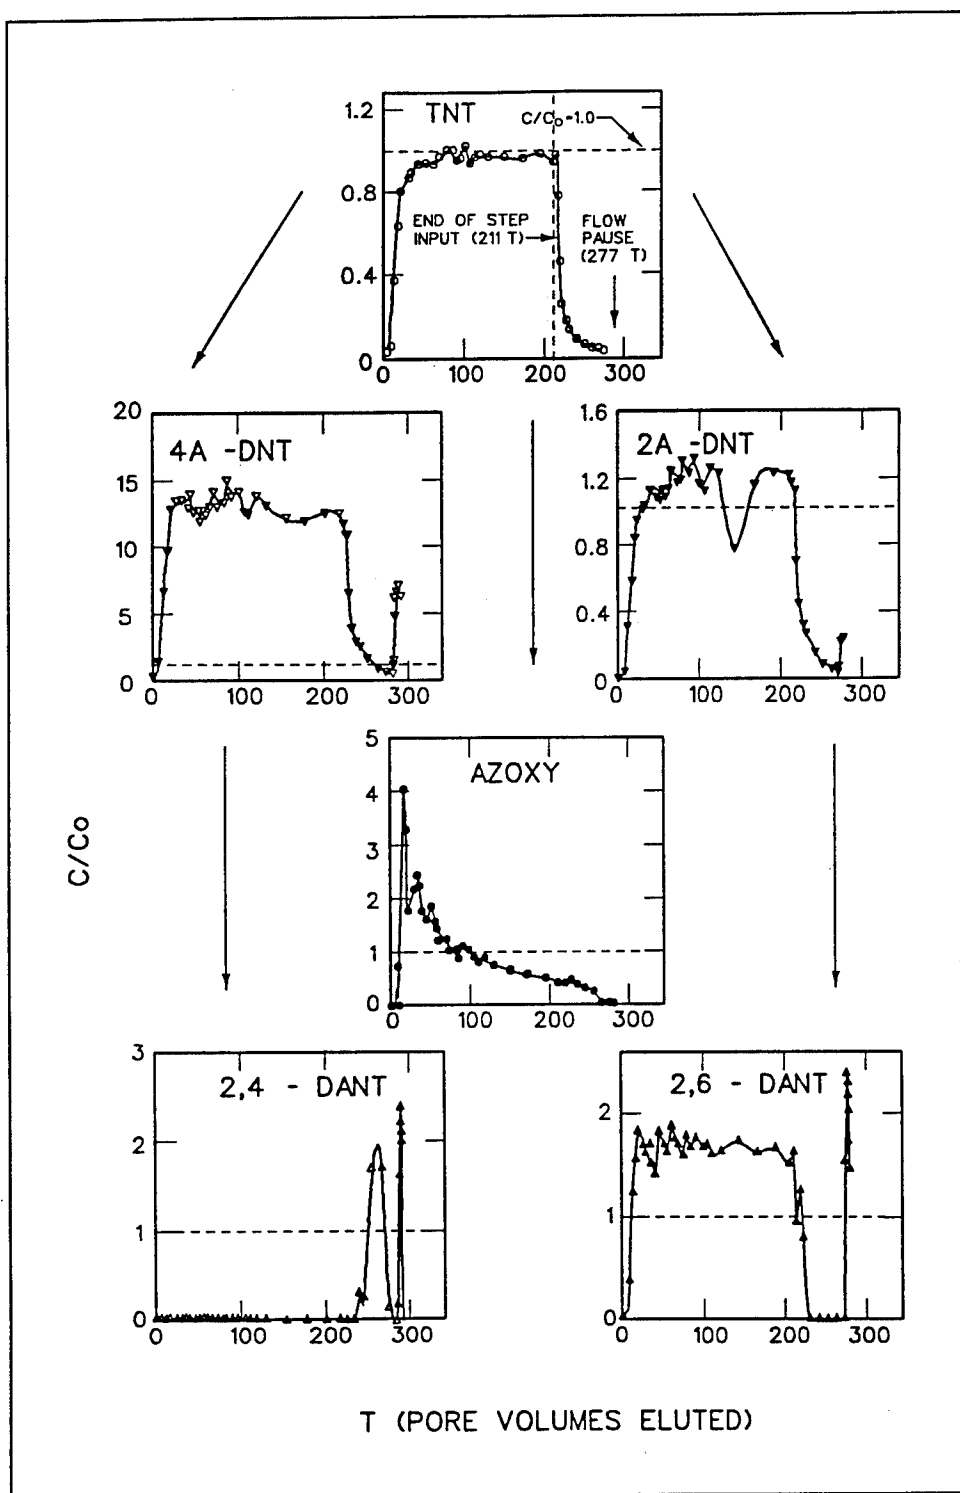 TNT
C/Co-1.0
1.2
0.8
0.4
0
END OF STEP
INPUT (211 T)
FLOW
PAUSE
(277 T)
100 200 300
4A -DNT
20
15
10
5
0
0 100 200 300
2A-DNT
1.6
1.2
0.8
0.4
0
0 100 200 300
AZOXY
5
4
3
2
1
0
0 100 200 300
C/Co
2,4 - DANT
3
2
1
0
0 100 200 300
2,6 - DANT
2
1
0
0 100 200 300
T (PORE VOLUMES ELUTED)